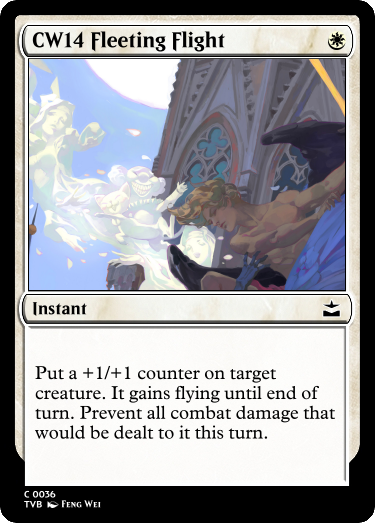 CW14 Fleeting Flight
Instant
Put a +1/+1 counter on target
creature. It gains flying until end of
turn. Prevent all combat damage that
would be dealt to it this turn.
C 0036
TVB Feng Wei